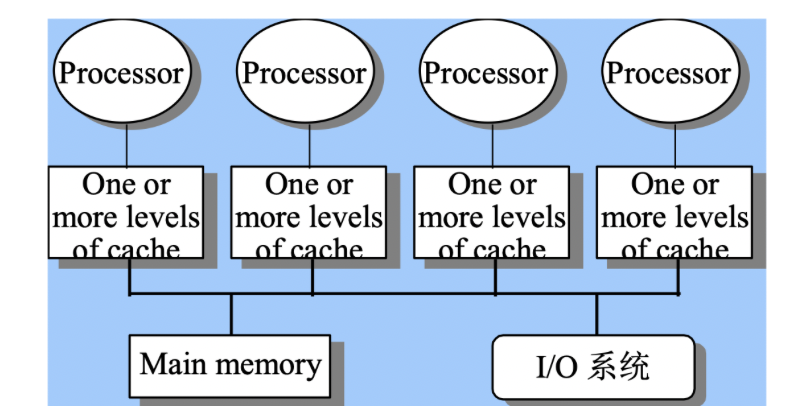 Processor
Processor
Processor
Processor
One or
more levels
of cache
One or
more levels
of cache
One or
more levels
of cache
One or
more levels
of cache
Main memory
I/O 系统